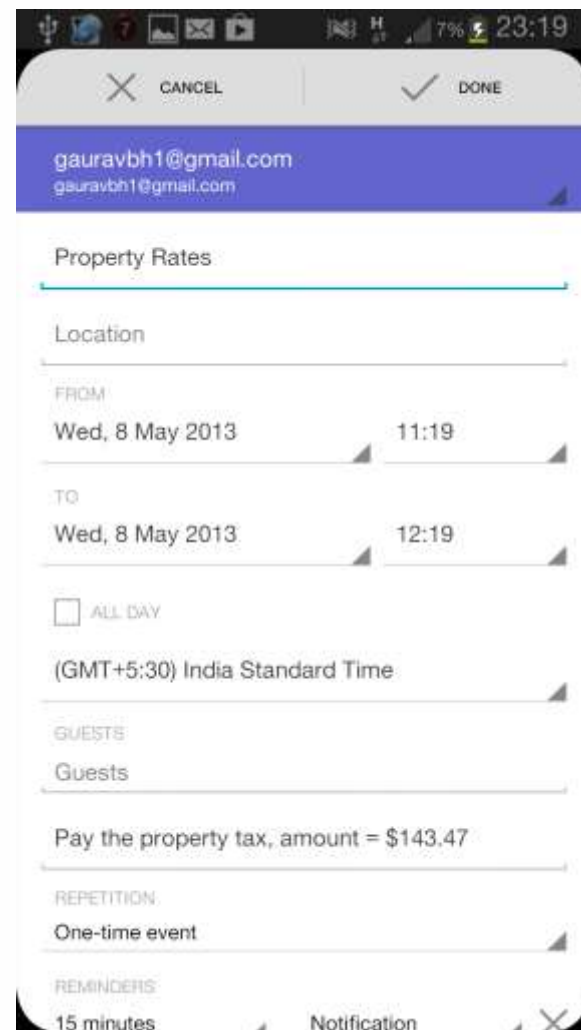 7% 23:19
CANCEL DONE
gauravbh1@gmail.com
gauravbh1@gmail.com
Property Rates
Location
FROM
Wed, 8 May 2013 11:19
TO
Wed, 8 May 2013 12:19
ALL DAY
(GMT+5:30) India Standard Time
GUESTS
Guests
Pay the property tax, amount = $143.47
REPETITION
One-time event
REMINDERS
15 minutes Notification